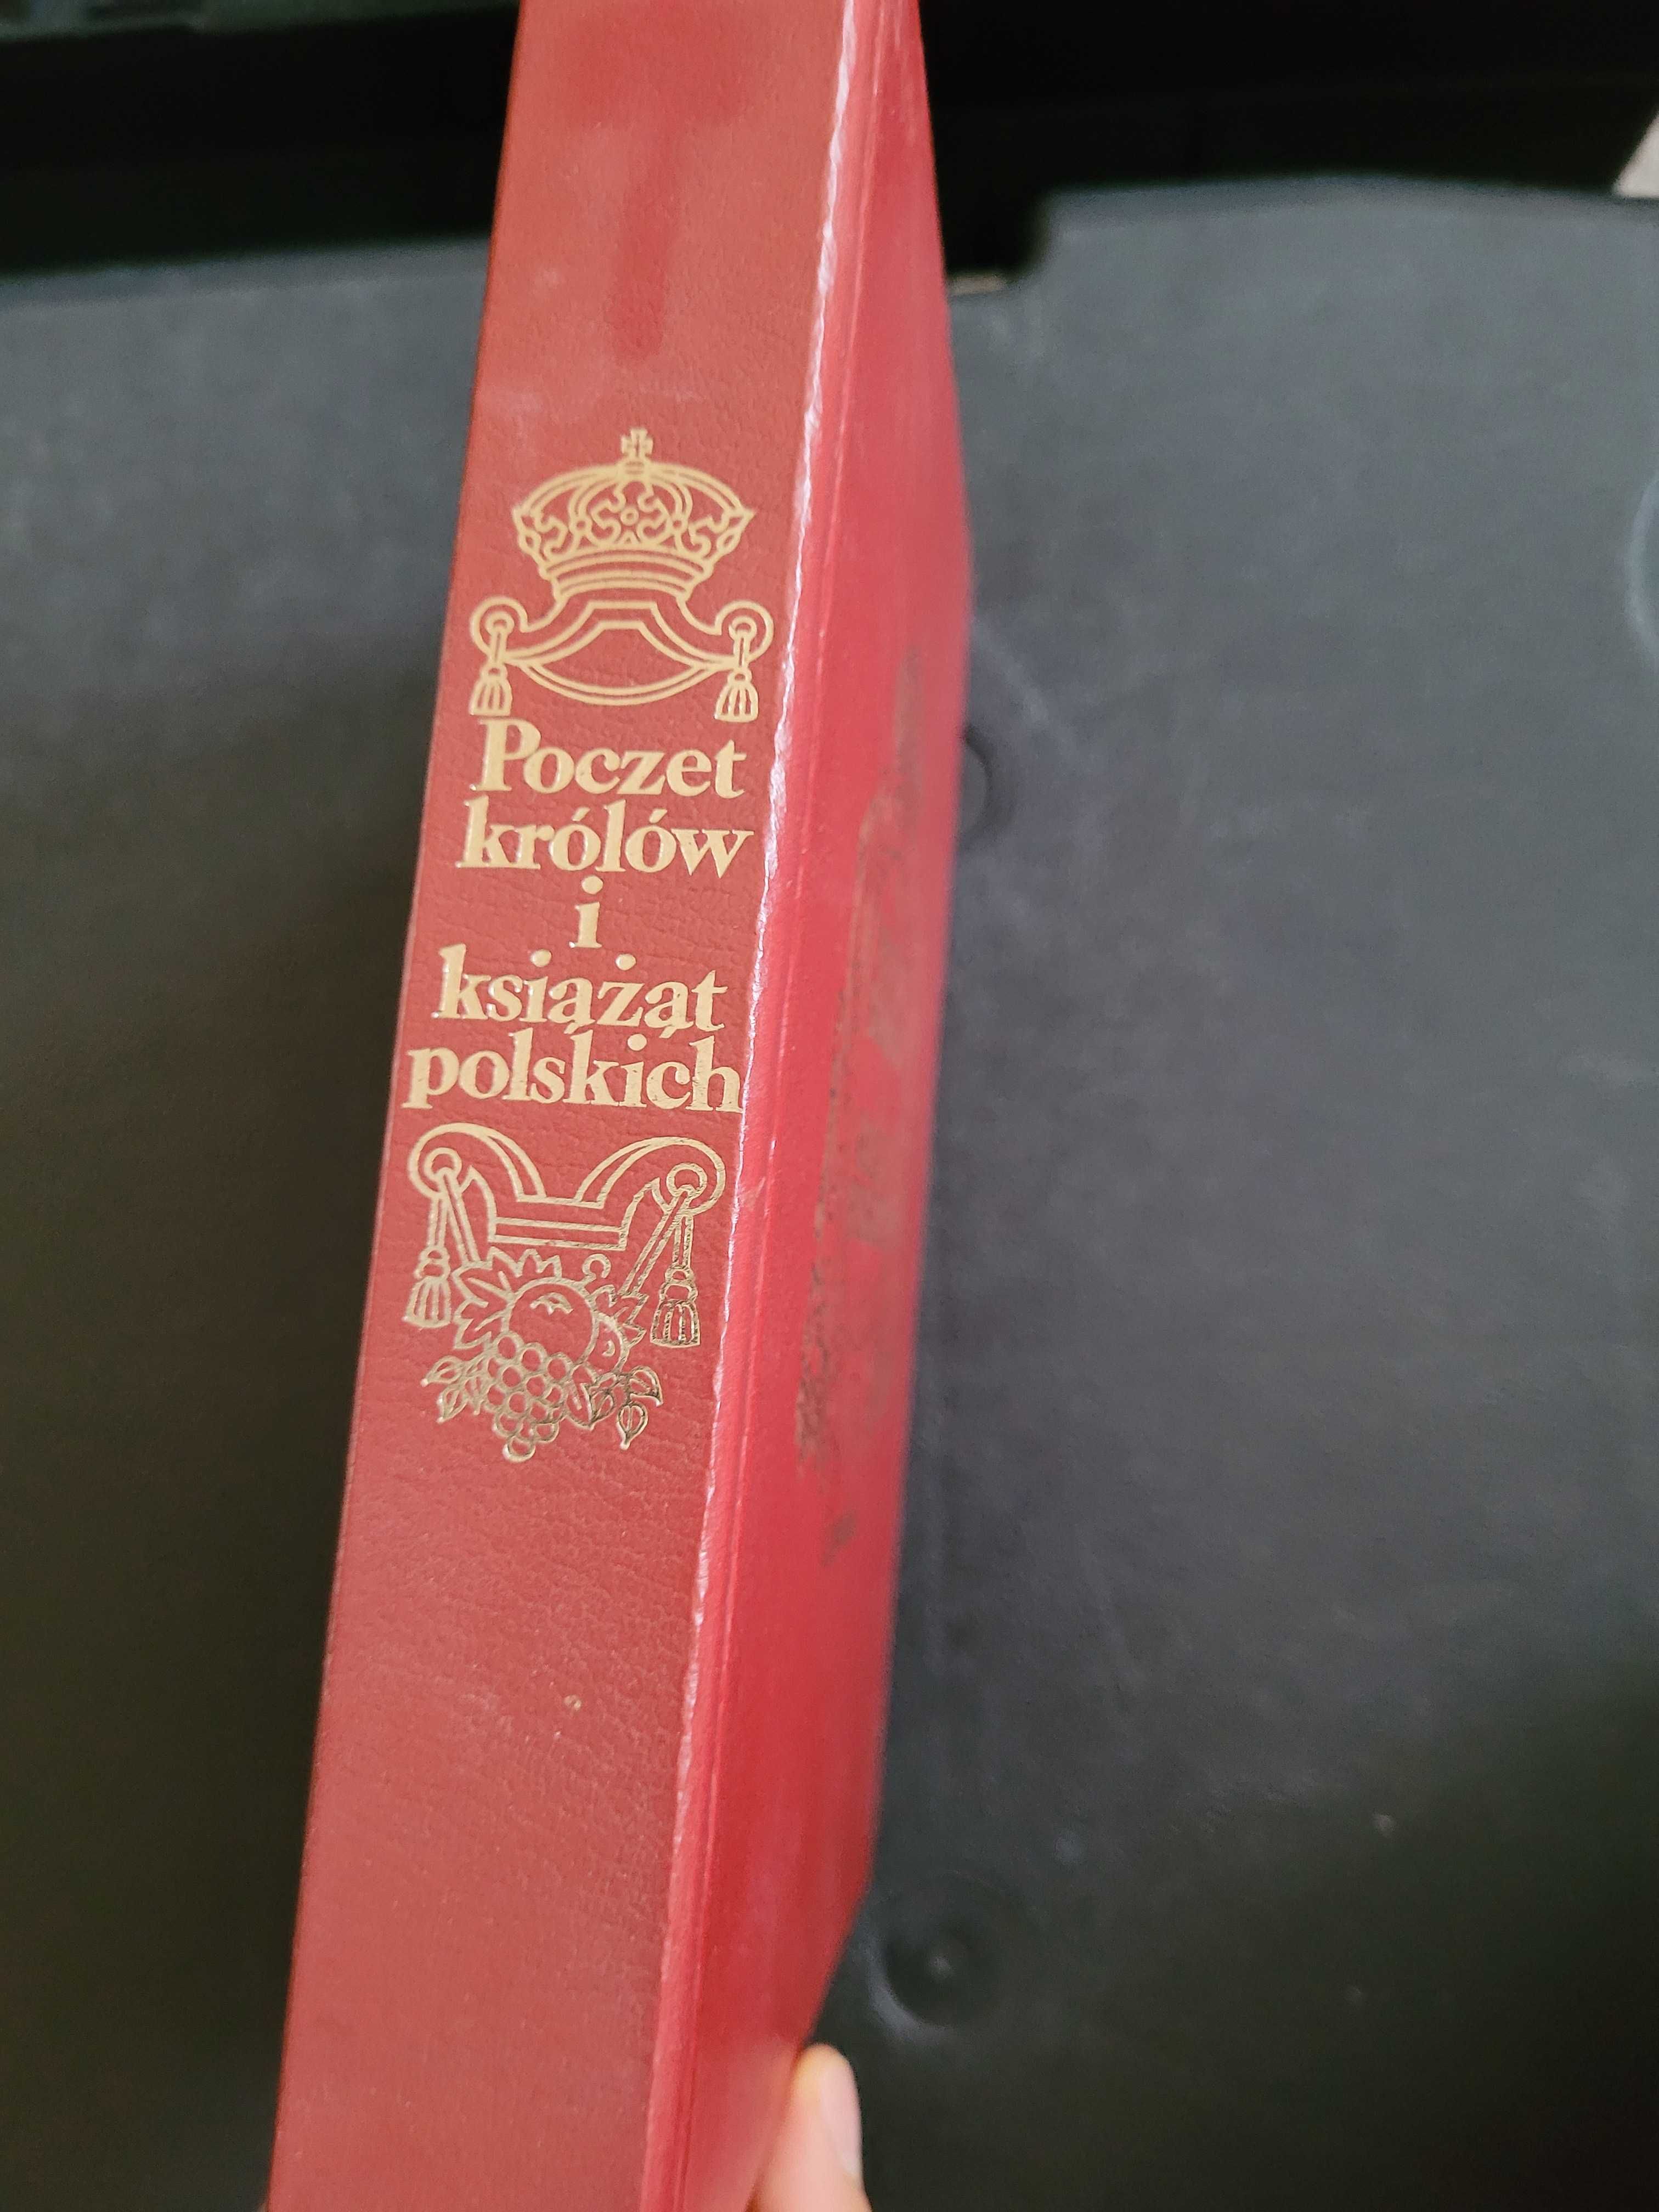 Poczet
królów
i
książąt
polskich